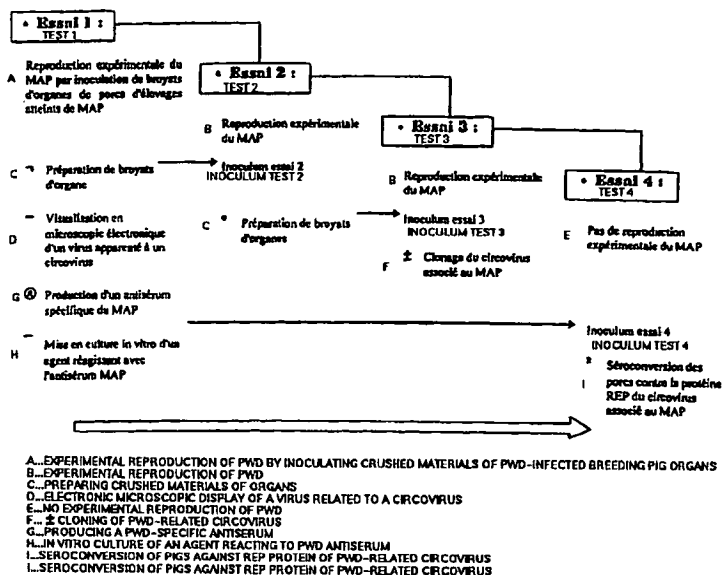 • Essai 1 :
TEST 1
A Reproduction expérimentale du
MAP par inoculation de broyats
d'organes de porcs d'élevages
atteints de MAP
• Essai 2 :
TEST 2
B Reproduction expérimentale
du MAP
• Essai 3 :
TEST 3
C Préparation de broyats
d'organe
Inoculum essai 2
INOCULUM TEST 2
B Reproduction expérimentale
du MAP
• Essai 4 :
TEST 4
D Visualisation en
microscopie électronique
d'un virus apparenté à un
circovirus
C • Préparation de broyats
d'organes
Inoculum essai 3
INOCULUM TEST 3
E Pas de reproduction
expérimentale du MAP
F ± Clonage du circovirus
associé au MAP
G Production d'un antisérum
spécifique du MAP
Inoculum essai 4
INOCULUM TEST 4
H Mise en culture in vitro d'un
agent réagissant avec
l'antisérum MAP
I * Séroconversion des
porcs contre la protéine
REP du circovirus
associé au MAP
A...EXPERIMENTAL REPRODUCTION OF PWD BY INOCULATING CRUSHED MATERIALS OF PWD-INFECTED BREEDING PIG ORGANS
B...EXPERIMENTAL REPRODUCTION OF PWD
C...PREPARING CRUSHED MATERIALS OF ORGANS
D...ELECTRONIC MICROSCOPIC DISPLAY OF A VIRUS RELATED TO A CIRCOVIRUS
E...NO EXPERIMENTAL REPRODUCTION OF PWD
F... ± CLONING OF PWD-RELATED CIRCOVIRUS
G...PRODUCING A PWD-SPECIFIC ANTISERUM
H...IN VITRO CULTURE OF AN AGENT REACTING TO PWD ANTISERUM
I...SEROCONVERSION OF PIGS AGAINST REP PROTEIN OF PWD-RELATED CIRCOVIRUS
I...SEROCONVERSION OF PIGS AGAINST REP PROTEIN OF PWD-RELATED CIRCOVIRUS